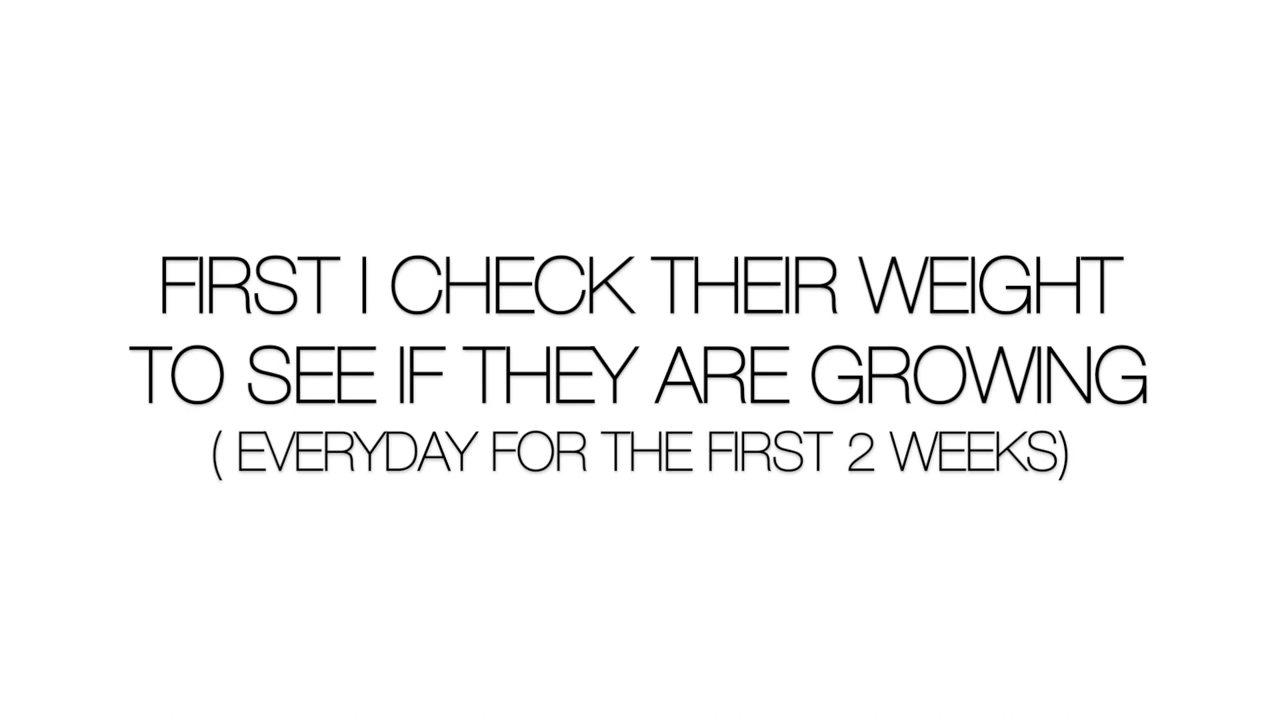 FIRST I CHECK THEIR WEIGHT
TO SEE IF THEY ARE GROWING
( EVERYDAY FOR THE FIRST 2 WEEKS)